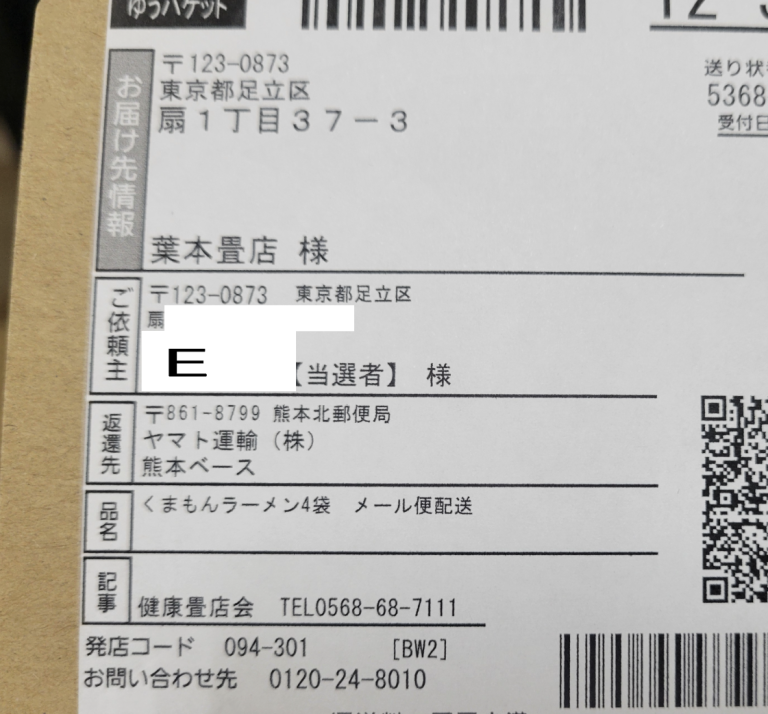 ゆうパケット
お届け先情報
〒123-0873
東京都足立区
扇1丁目37-3
葉本畳店 様
送り状
5368
受付日
ご依頼主
〒123-0873 東京都足立区
扇
E
【当選者】 様
返還先
〒861-8799 熊本北郵便局
ヤマト運輸(株)
熊本ベース
品名
くまもんラーメン4袋 メール便配送
記事
健康畳店会 TEL0568-68-7111
発店コード 094-301 [BW2]
お問い合わせ先 0120-24-8010